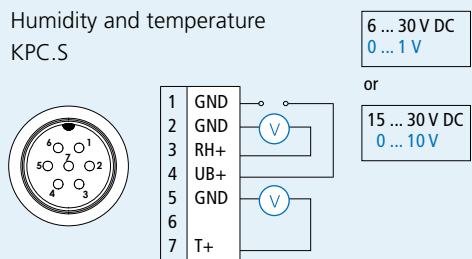 Humidity and temperature
KPC.S
6 ... 30 V DC
0 ... 1 V
or
15 ... 30 V DC
0 ... 10 V
1 GND
2 GND
3 RH+
4 UB+
5 GND
6
7 T+
V
V
6 1
7
5 2
4 3